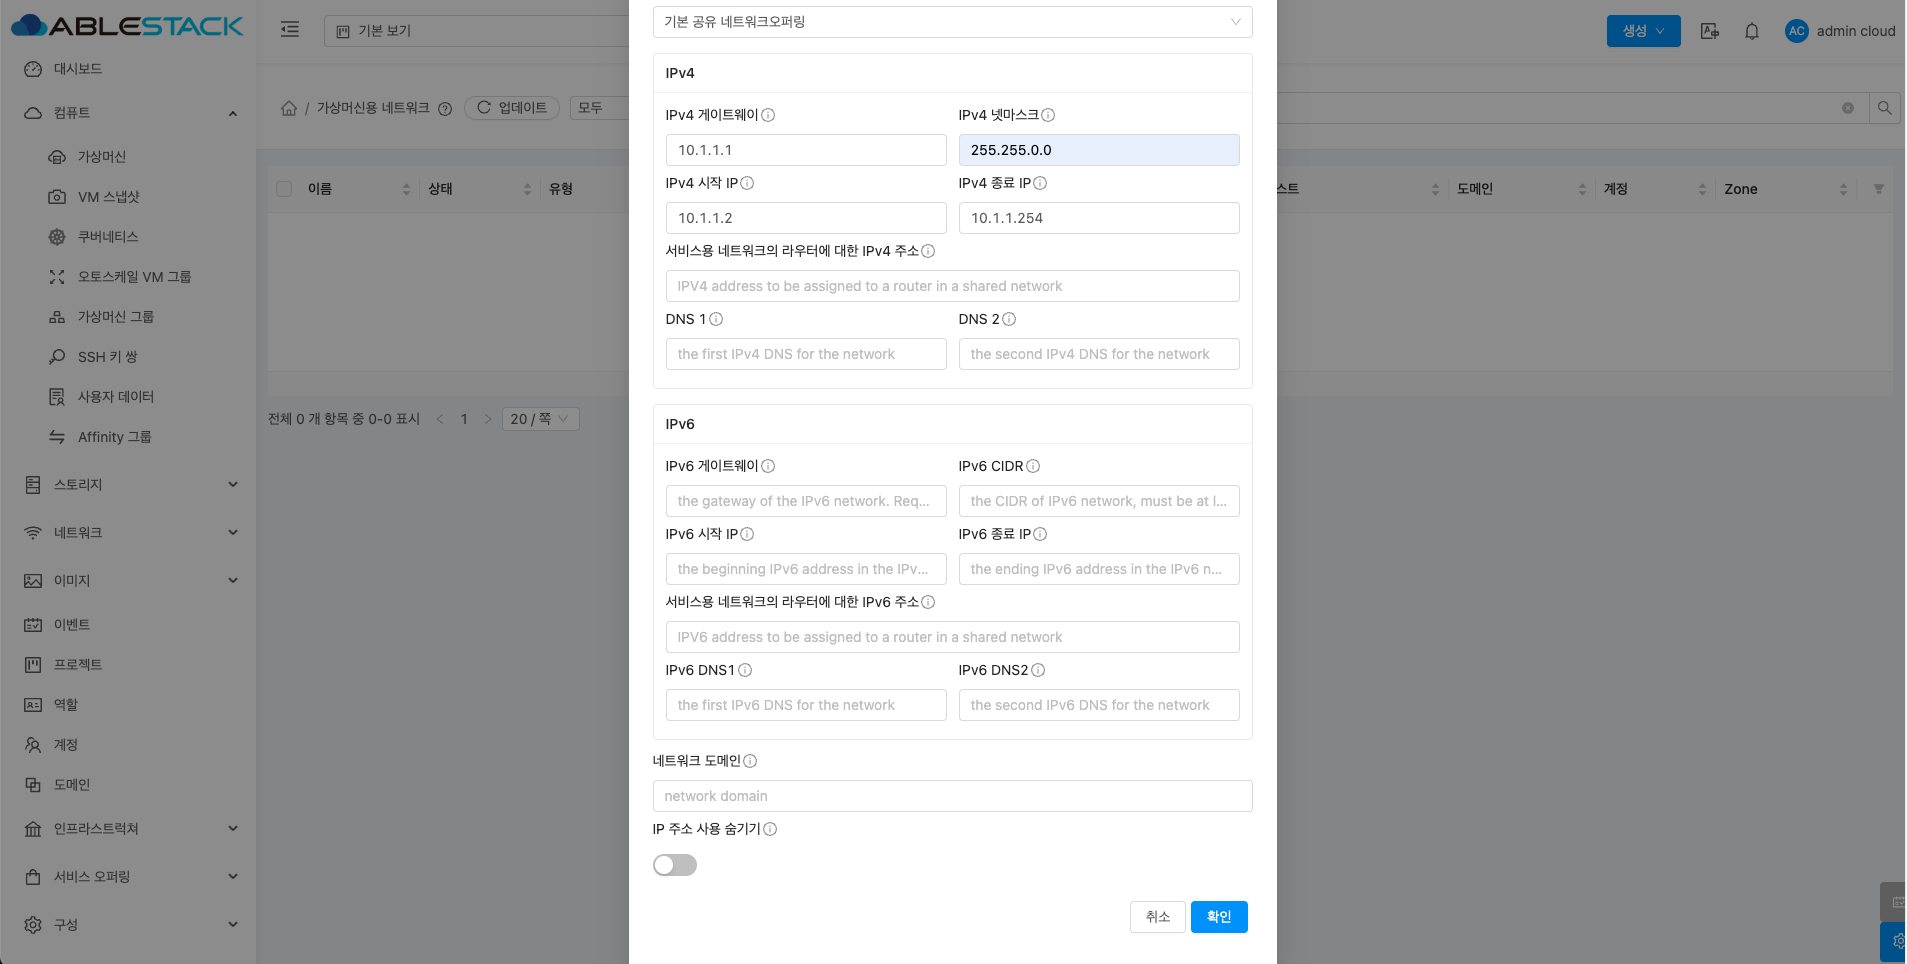 ABLESTACK
기본 보기
생성
AC
admin cloud
대시보드
컴퓨트
가상머신
VM 스냅샷
쿠버네티스
오토스케일 VM 그룹
가상머신 그룹
SSH 키 쌍
사용자 데이터
Affinity 그룹
스토리지
네트워크
이미지
이벤트
프로젝트
역할
계정
도메인
인프라스트럭쳐
서비스 오퍼링
구성
/ 가상머신용 네트워크
업데이트
모두
이름
상태
유형
스트
도메인
계정
Zone
전체 0 개 항목 중 0-0 표시
1
20 / 쪽
기본 공유 네트워크오퍼링
IPv4
IPv4 게이트웨이
IPv4 넷마스크
10.1.1.1
255.255.0.0
IPv4 시작 IP
IPv4 종료 IP
10.1.1.2
10.1.1.254
서비스용 네트워크의 라우터에 대한 IPv4 주소
IPV4 address to be assigned to a router in a shared network
DNS 1
DNS 2
the first IPv4 DNS for the network
the second IPv4 DNS for the network
IPv6
IPv6 게이트웨이
IPv6 CIDR
the gateway of the IPv6 network. Req...
the CIDR of IPv6 network, must be at l...
IPv6 시작 IP
IPv6 종료 IP
the beginning IPv6 address in the IPv...
the ending IPv6 address in the IPv6 n...
서비스용 네트워크의 라우터에 대한 IPv6 주소
IPV6 address to be assigned to a router in a shared network
IPv6 DNS1
IPv6 DNS2
the first IPv6 DNS for the network
the second IPv6 DNS for the network
네트워크 도메인
network domain
IP 주소 사용 숨기기
취소
확인